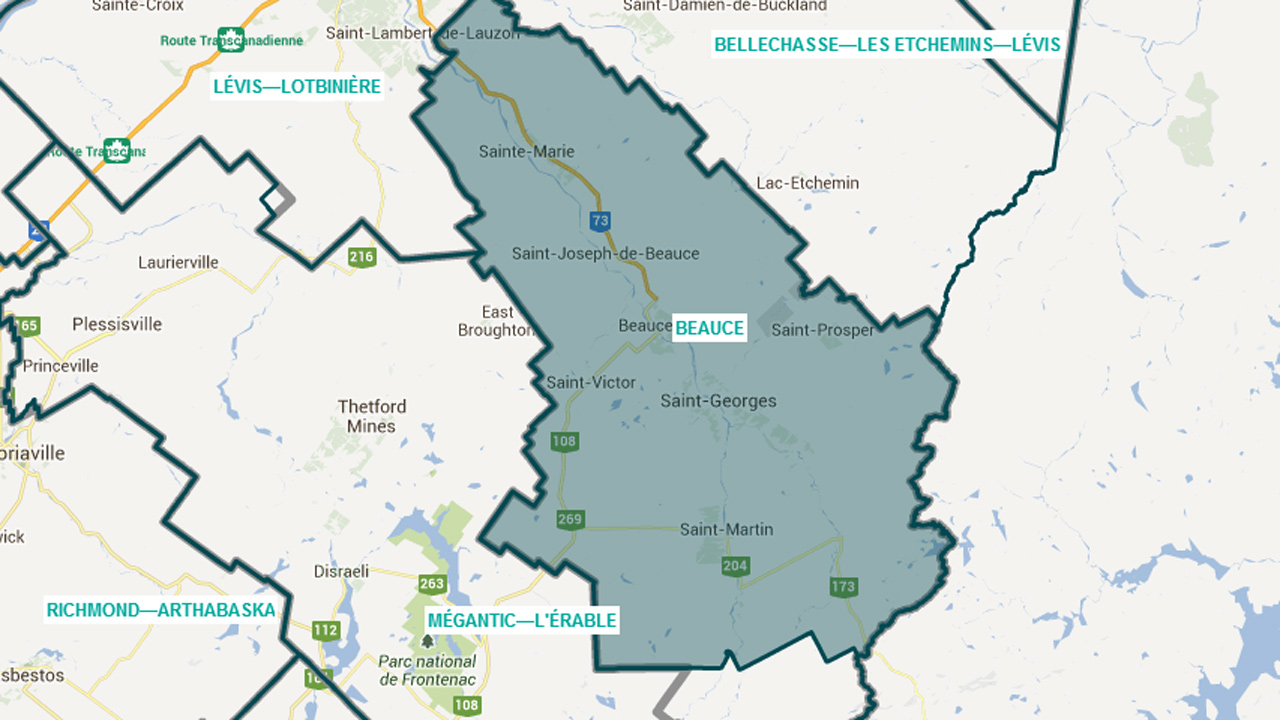 Sainte-Croix
Saint-Damien-de-Buckland
Route Transcanadienne
Saint-Lambert-de-Lauzon
BELLECHASSE—LES ETCHEMINS—LÉVIS
LÉVIS—LOTBINIÈRE
Route Transcana
Sainte-Marie
Lac-Etchemin
73
216
Laurierville
Saint-Joseph-de-Beauce
East
Broughton
165
Plessisville
Beauce
BEAUCE
Saint-Prosper
Princeville
Saint-Victor
Saint-Georges
Thetford
Mines
108
oriaville
269
Saint-Martin
wick
204
Disraeli
263
173
RICHMOND—ARTHABASKA
MÉGANTIC—L'ÉRABLE
112
Parc national
de Frontenac
sbestos
108